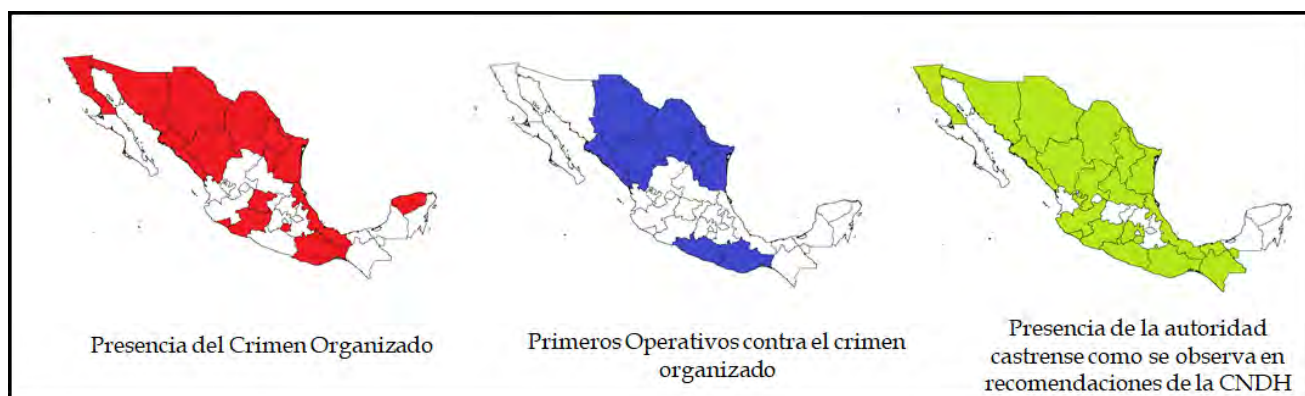 Presencia del Crimen Organizado
Primeros Operativos contra el crimen
organizado
Presencia de la autoridad
castrense como se observa en
recomendaciones de la CNDH